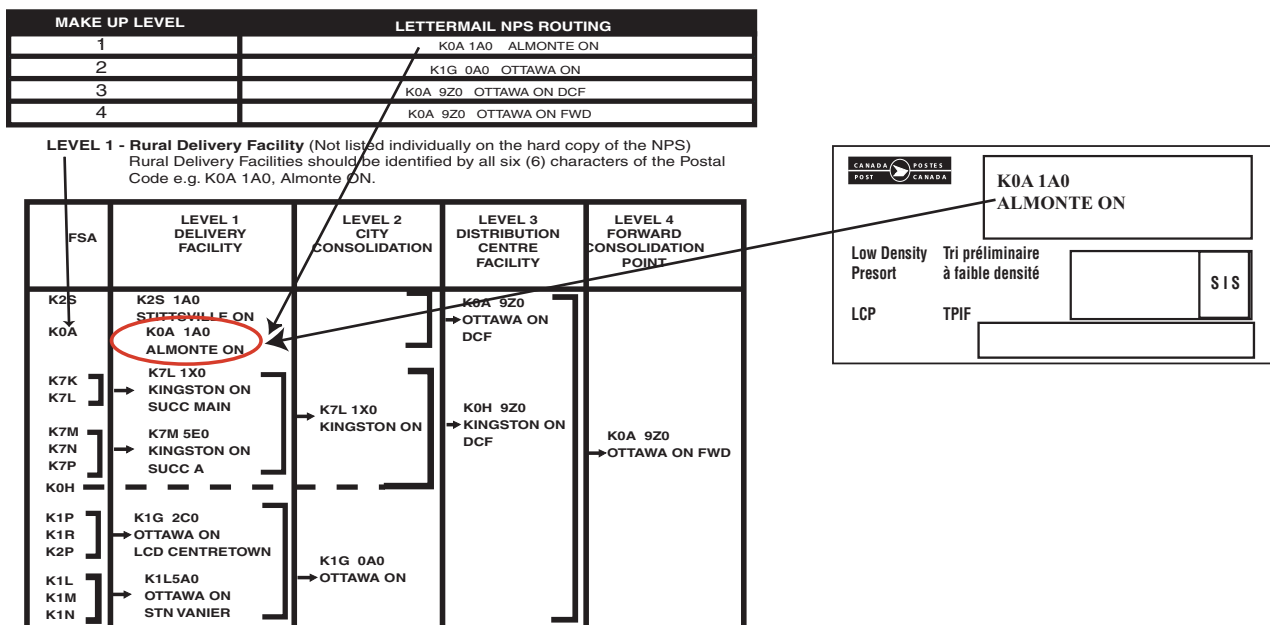 MAKE UP LEVEL LETTERMAIL NPS ROUTING
1 K0A 1A0 ALMONTE ON
2 K1G 0A0 OTTAWA ON
3 K0A 9Z0 OTTAWA ON DCF
4 K0A 9Z0 OTTAWA ON FWD
LEVEL 1 - Rural Delivery Facility (Not listed individually on the hard copy of the NPS)
Rural Delivery Facilities should be identified by all six (6) characters of the Postal
Code e.g. K0A 1A0, Almonte ON.
FSA
LEVEL 1
DELIVERY
FACILITY
LEVEL 2
CITY
CONSOLIDATION
LEVEL 3
DISTRIBUTION
CENTRE
FACILITY
LEVEL 4
FORWARD
CONSOLIDATION
POINT
K2S
K0A
K2S 1A0
STITTSVILLE ON
K0A 1A0
ALMONTE ON
K0A 9Z0
OTTAWA ON
DCF
K7K
K7L
K7L 1X0
KINGSTON ON
SUCC MAIN
K7M
K7N
K7P
K7M 5E0
KINGSTON ON
SUCC A
K7L 1X0
KINGSTON ON
K0H 9Z0
KINGSTON ON
DCF
K0A 9Z0
OTTAWA ON FWD
K0H
K1P
K1R
K2P
K1G 2C0
OTTAWA ON
LCD CENTRETOWN
K1L
K1M
K1N
K1L5A0
OTTAWA ON
STN VANIER
K1G 0A0
OTTAWA ON
CANADA POSTES
POST CANADA
K0A 1A0
ALMONTE ON
Low Density Tri préliminaire
Presort à faible densité
SIS
LCP TPIF